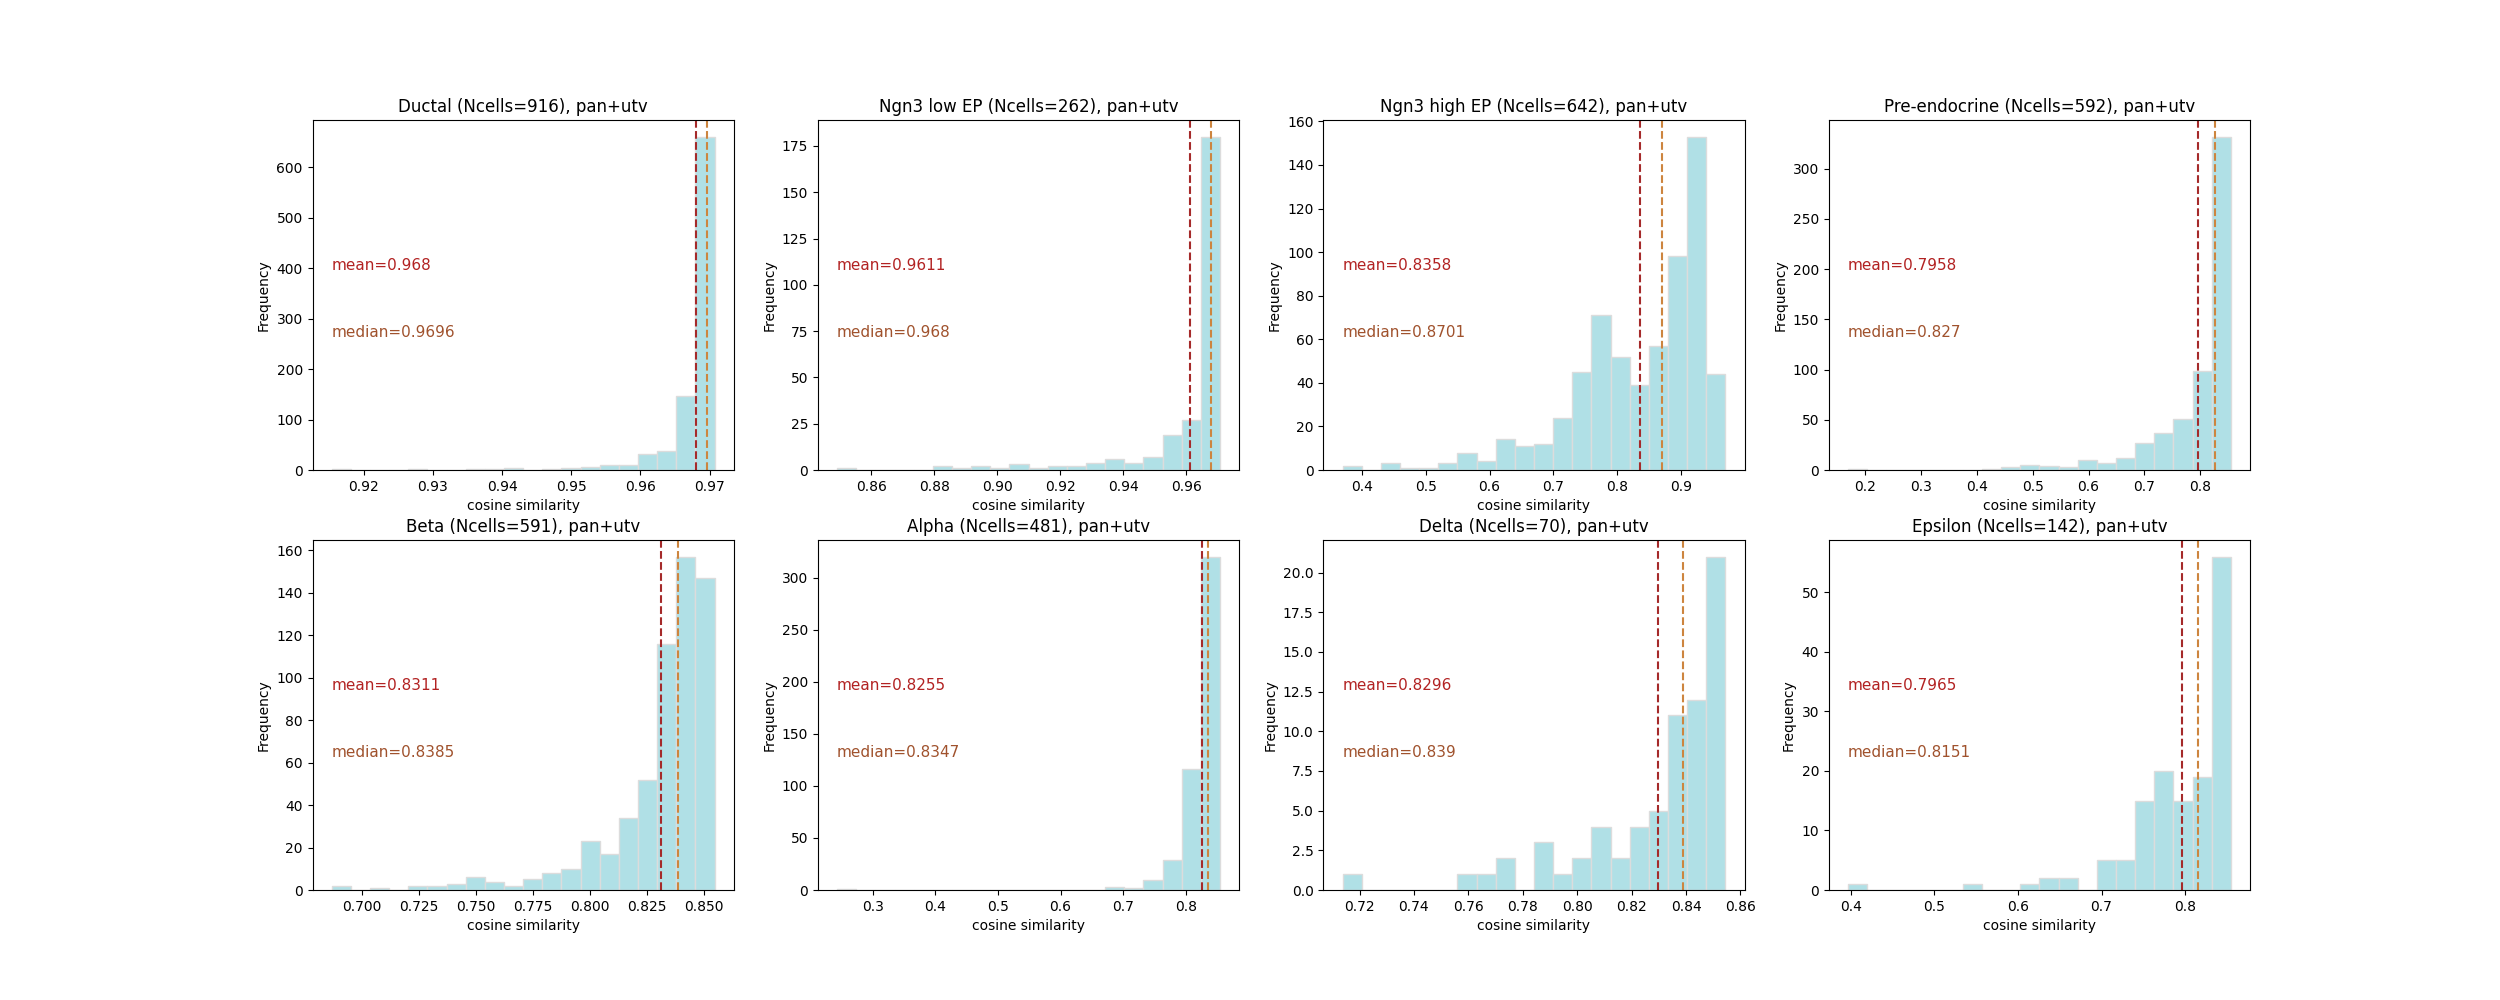 Ductal (Ncells=916), pan+utv
Frequency
600
500
400
300
200
100
0
mean=0.968
median=0.9696
0.92 0.93 0.94 0.95 0.96 0.97
cosine similarity
Ngn3 low EP (Ncells=262), pan+utv
Frequency
175
150
125
100
75
50
25
0
mean=0.9611
median=0.968
0.86 0.88 0.90 0.92 0.94 0.96
cosine similarity
Ngn3 high EP (Ncells=642), pan+utv
Frequency
160
140
120
100
80
60
40
20
0
mean=0.8358
median=0.8701
0.4 0.5 0.6 0.7 0.8 0.9
cosine similarity
Pre-endocrine (Ncells=592), pan+utv
Frequency
300
250
200
150
100
50
0
mean=0.7958
median=0.827
0.2 0.3 0.4 0.5 0.6 0.7 0.8
cosine similarity
Beta (Ncells=591), pan+utv
Frequency
160
140
120
100
80
60
40
20
0
mean=0.8311
median=0.8385
0.700 0.725 0.750 0.775 0.800 0.825 0.850
cosine similarity
Alpha (Ncells=481), pan+utv
Frequency
300
250
200
150
100
50
0
mean=0.8255
median=0.8347
0.3 0.4 0.5 0.6 0.7 0.8
cosine similarity
Delta (Ncells=70), pan+utv
Frequency
20.0
17.5
15.0
12.5
10.0
7.5
5.0
2.5
0.0
mean=0.8296
median=0.839
0.72 0.74 0.76 0.78 0.80 0.82 0.84 0.86
cosine similarity
Epsilon (Ncells=142), pan+utv
Frequency
50
40
30
20
10
0
mean=0.7965
median=0.8151
0.4 0.5 0.6 0.7 0.8
cosine similarity